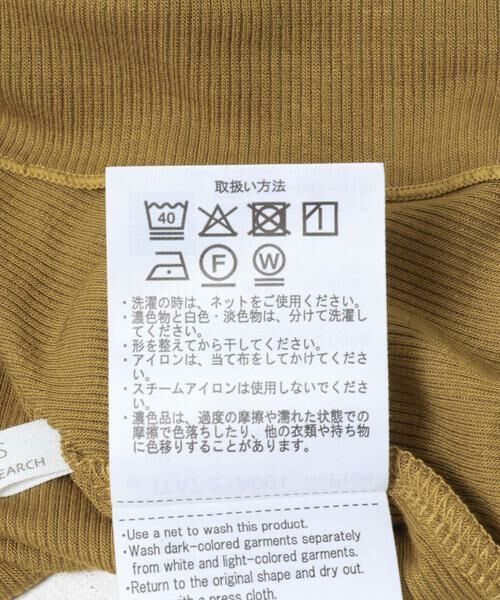 取扱い方法
40
F W
・洗濯の時は、ネットをご使用ください。
・濃色物と白色・淡色物は、分けて洗濯し
てください。
・形を整えてから干してください。
・アイロンは、当て布をしてかけてくださ
い。
・スチームアイロンは使用しないでくださ
い。
・濃色品は、過度の摩擦や濡れた状態での
摩擦で色落ちしたり、他の衣類や持ち物
に色移りすることがあります。
S
EARCH
・Use a net to wash this product.
・Wash dark-colored garments separately
from white and light-colored garments.
・Return to the original shape and dry out.
with a press cloth.